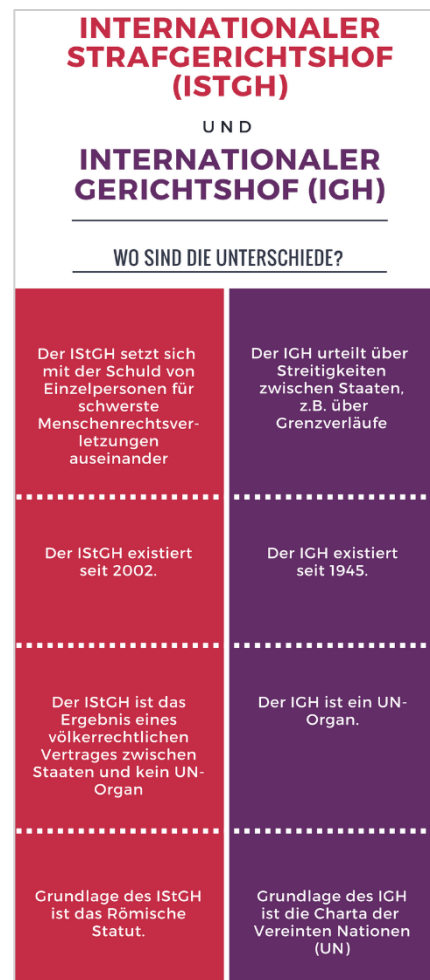 INTERNATIONALER
STRAFGERICHTSHOF
(ISTGH)
UND
INTERNATIONALER
GERICHTSHOF (IGH)
WO SIND DIE UNTERSCHIEDE?
Der IStGH setzt sich
mit der Schuld von
Einzelpersonen für
schwerste
Menschenrechtsver-
letzungen
auseinander
Der IGH urteilt über
Streitigkeiten
zwischen Staaten,
z.B. über
Grenzverläufe
Der IStGH existiert
seit 2002.
Der IGH existiert
seit 1945.
Der IStGH ist das
Ergebnis eines
völkerrechtlichen
Vertrages zwischen
Staaten und kein UN-
Organ
Der IGH ist ein UN-
Organ.
Grundlage des IStGH
ist das Römische
Statut.
Grundlage des IGH
ist die Charta der
Vereinten Nationen
(UN)